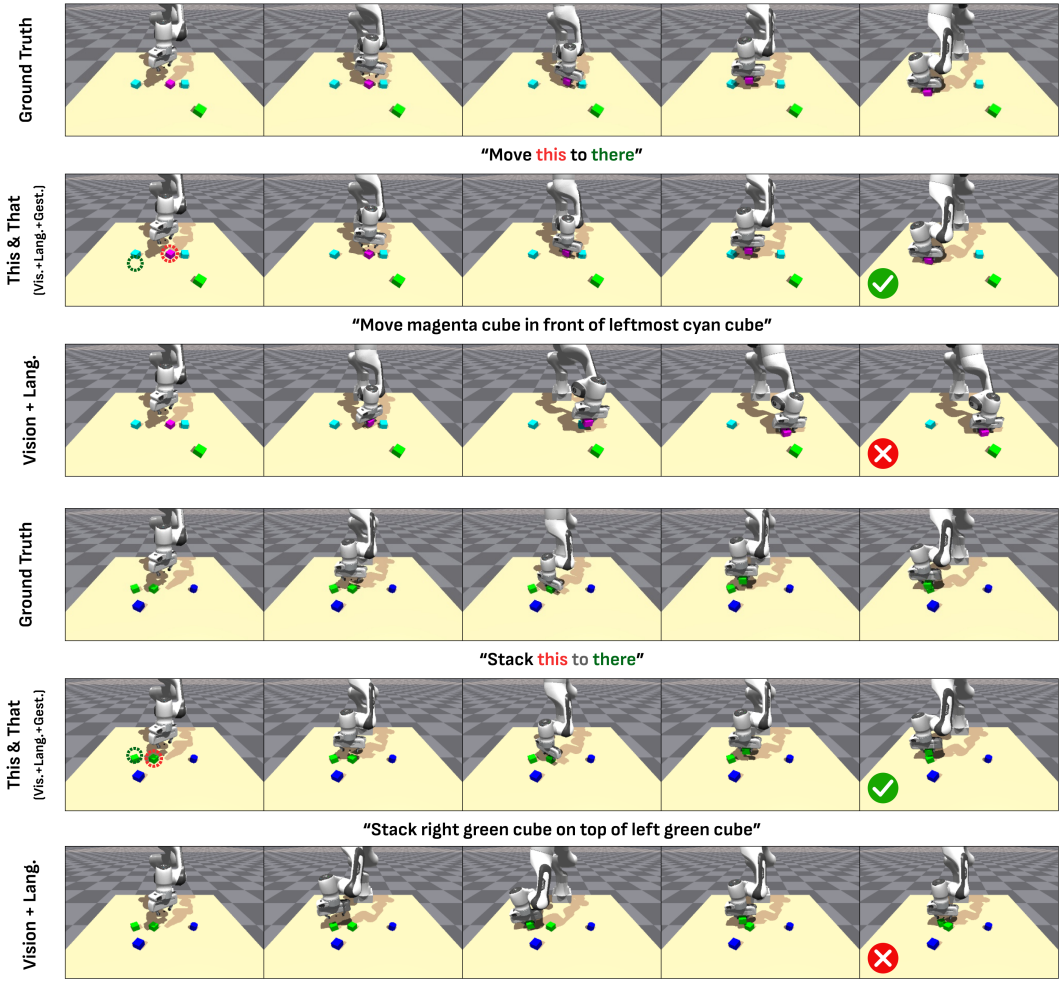 Ground Truth
“Move this to there”
This & That
(Vis.+Lang.+Gest.)
“Move magenta cube in front of leftmost cyan cube”
Vision + Lang.
Ground Truth
“Stack this to there”
This & That
(Vis.+Lang.+Gest.)
“Stack right green cube on top of left green cube”
Vision + Lang.